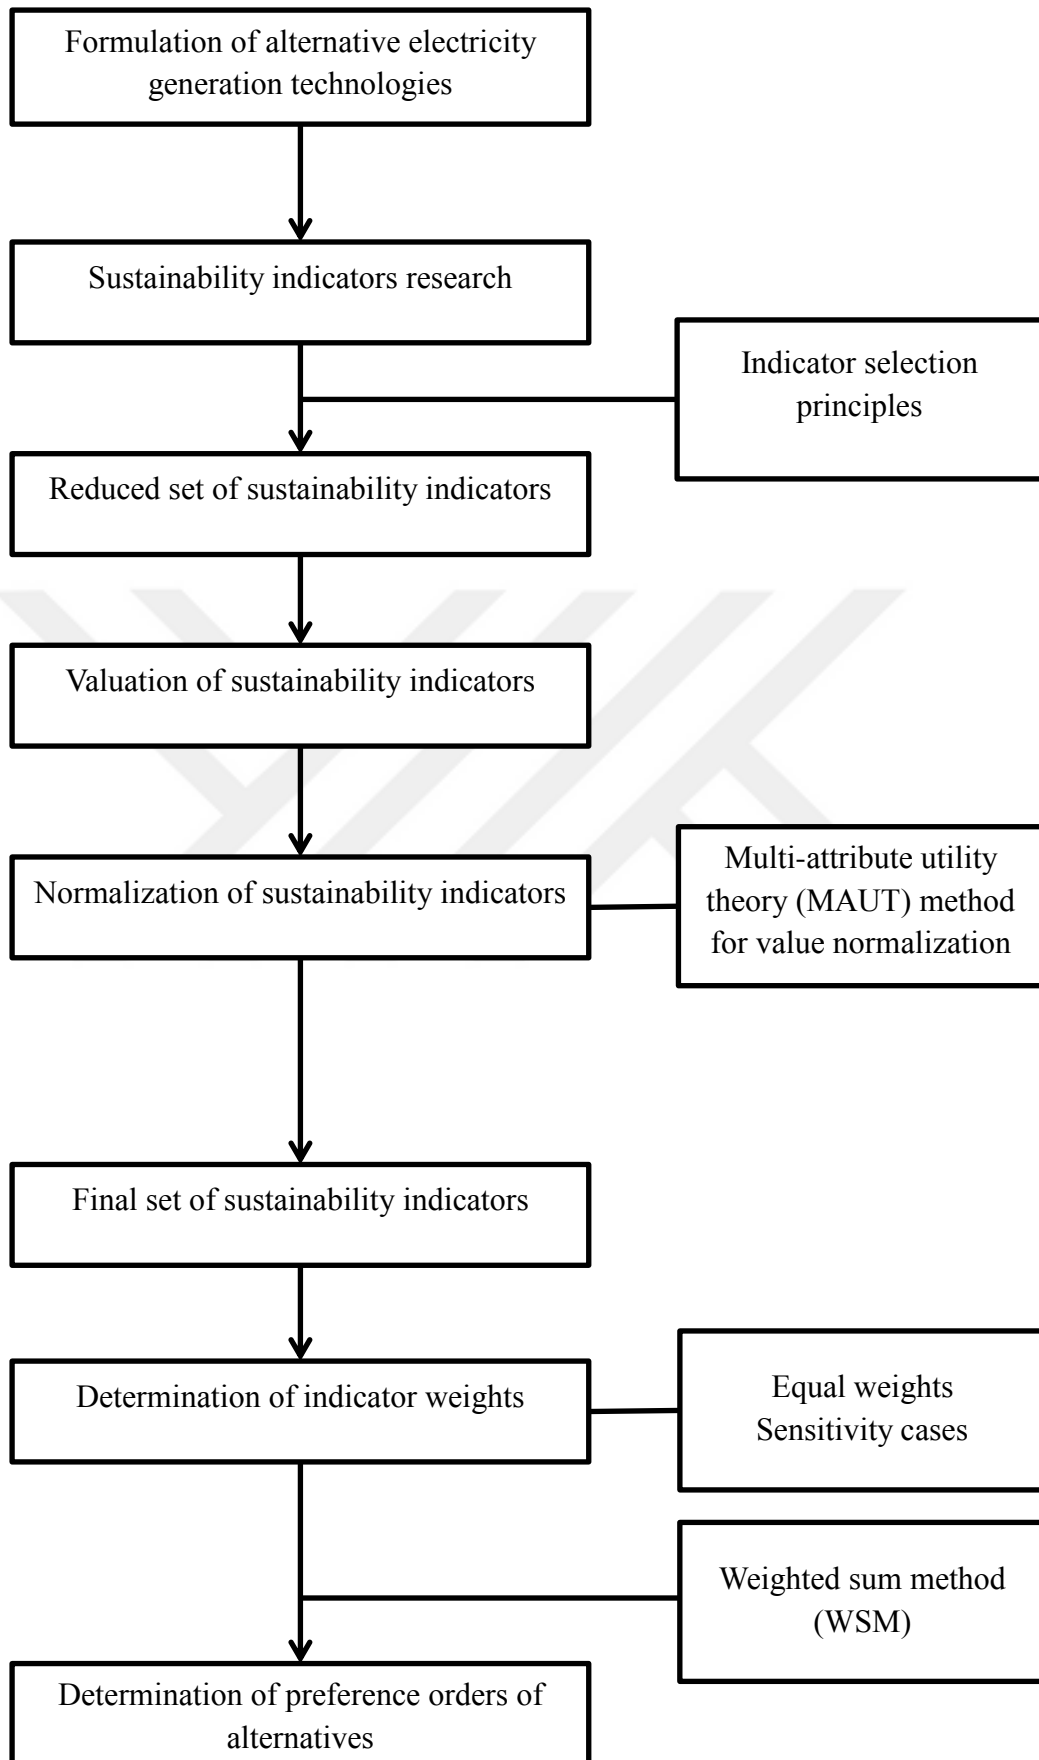 Formulation of alternative electricity
generation technologies
Sustainability indicators research
Indicator selection
principles
Reduced set of sustainability indicators
Valuation of sustainability indicators
Normalization of sustainability indicators
Multi-attribute utility
theory (MAUT) method
for value normalization
Final set of sustainability indicators
Determination of indicator weights
Equal weights
Sensitivity cases
Weighted sum method
(WSM)
Determination of preference orders of
alternatives